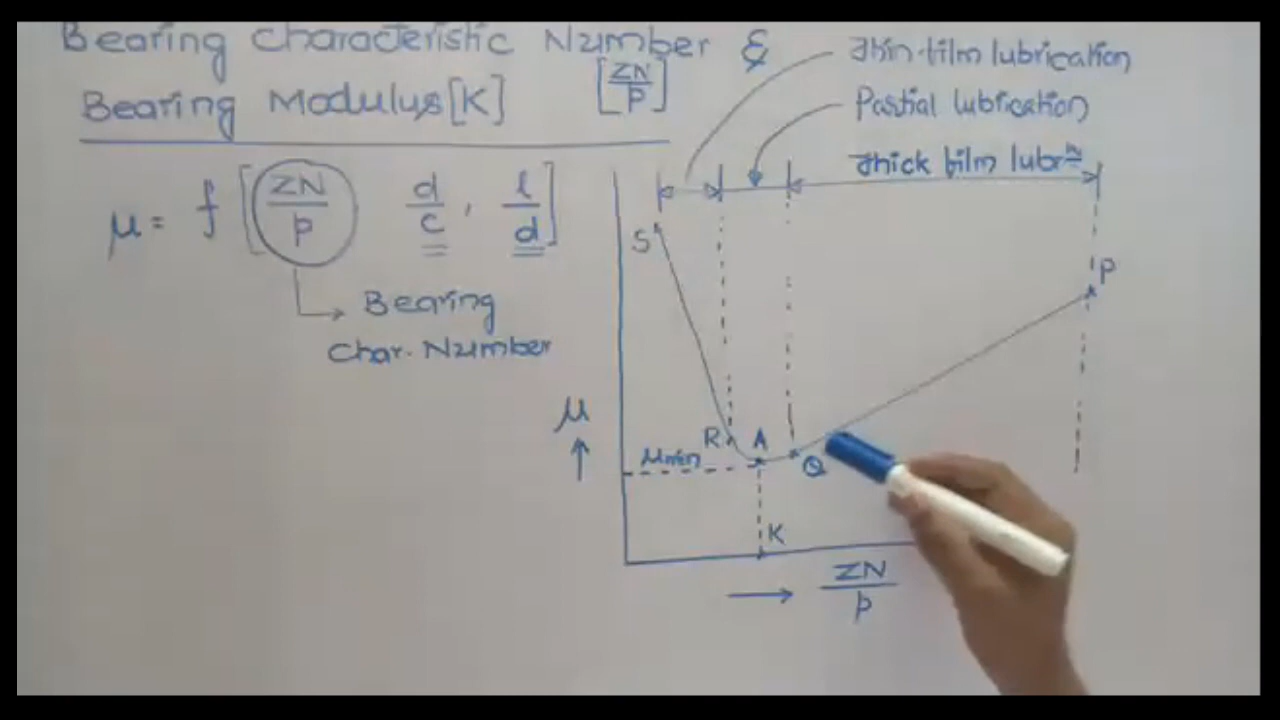 Bearing Characteristic Number &
Bearing Modulus [K] [ZN/P]
Thin film lubrication
Partial lubrication
Thick film lubrⁿ
μ = f [ZN/P d/c, l/d]
Bearing
Char. Number
S
P
R
A
Q
μ
μmin
K
ZN/P